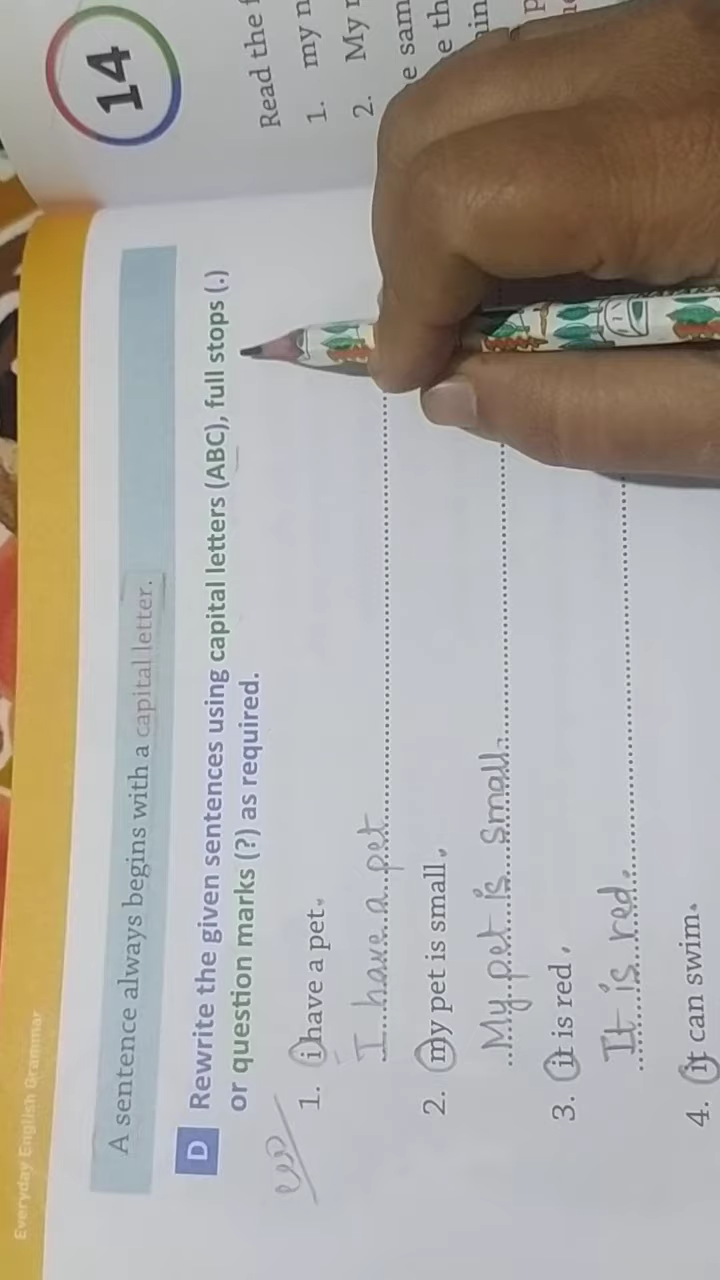 Everyday English Grammar
A sentence always begins with a capital letter.
D Rewrite the given sentences using capital letters (ABC), full stops (.)
or question marks (?) as required.
1. i have a pet.
I have a pet
2. my pet is small.
My pet is small.
3. it is red.
It is red.
4. it can swim.
14
Read the
1. my
2. My